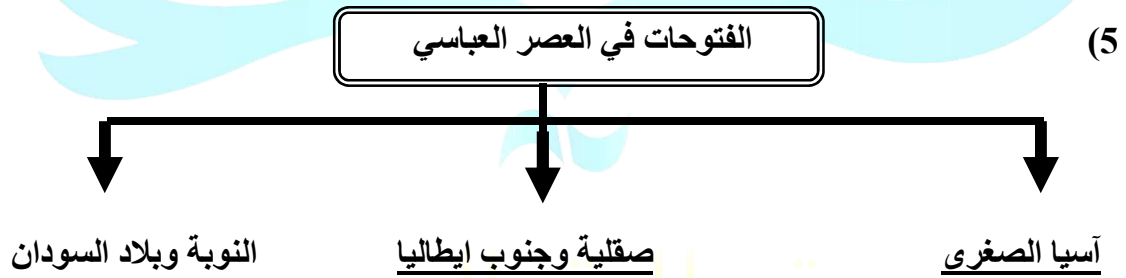 5)
الفتوحات في العصر العباسي
آسيا الصغرى
صقلية وجنوب ايطاليا
النوبة وبلاد السودان